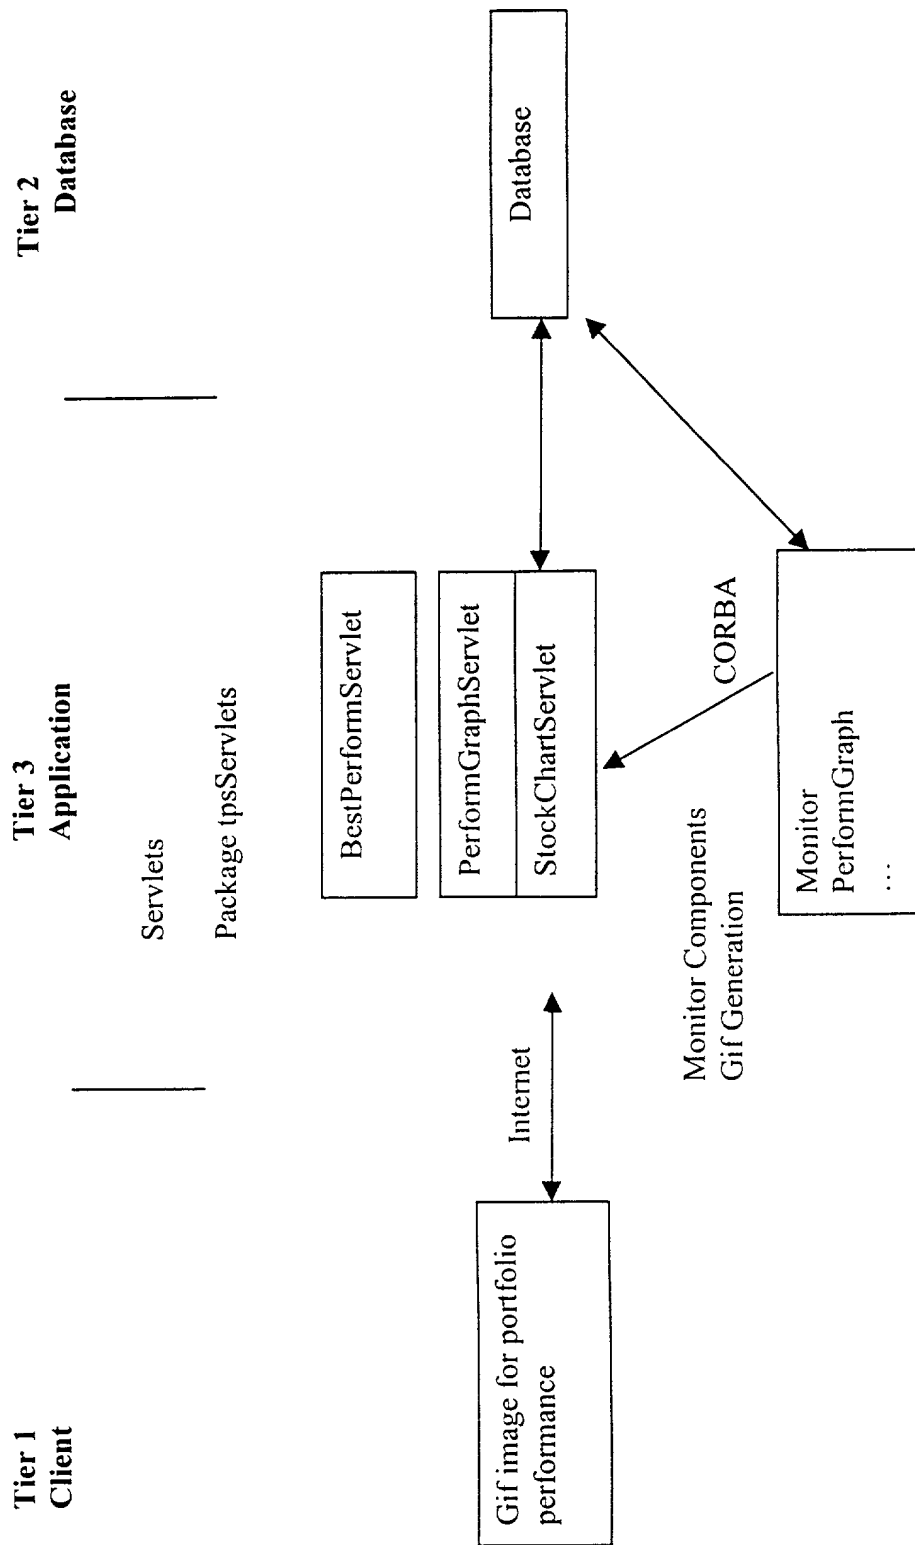 Tier 1
Client
Tier 3
Application
Tier 2
Database
Servlets
Package tpsServlets
BestPerformServlet
PerformGraphServlet
StockChartServlet
Database
Gif image for portfolio
performance
Internet
CORBA
Monitor Components
Gif Generation
Monitor
PerformGraph
...